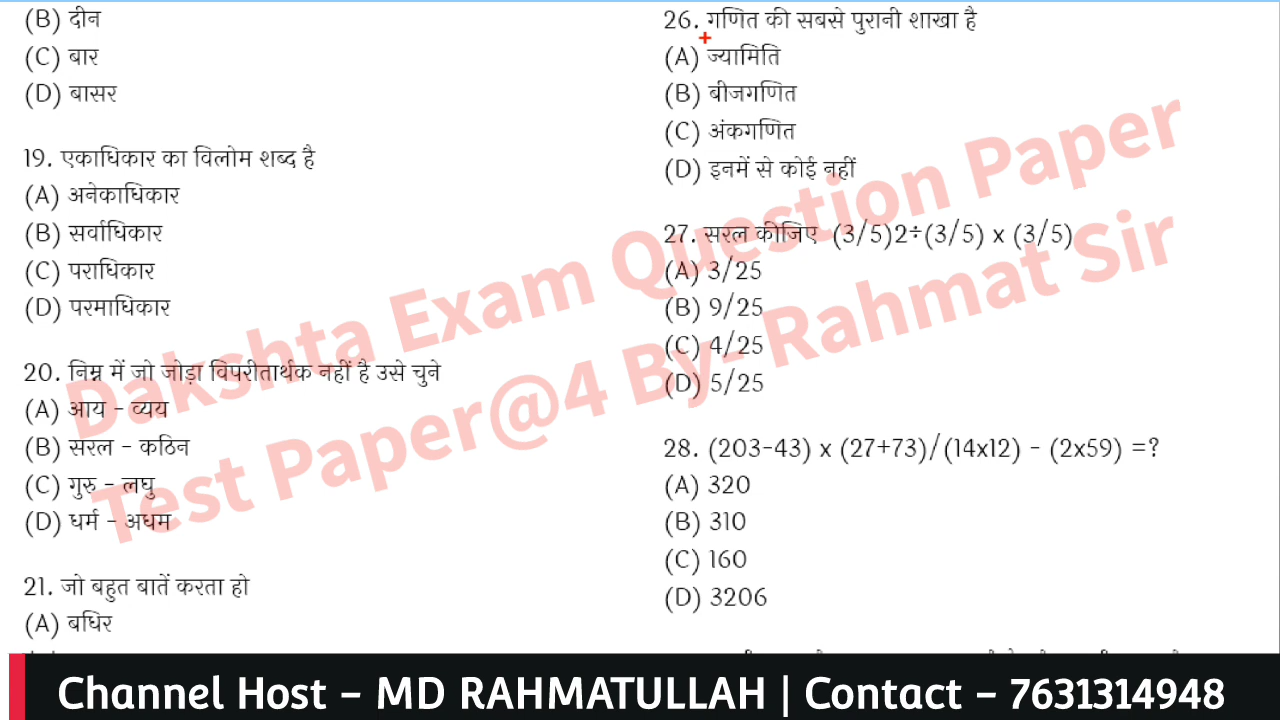 (B) दीन
(C) बार
(D) बासर
19. एकाधिकार का विलोम शब्द है
(A) अनेकाधिकार
(B) सर्वाधिकार
(C) पराधिकार
(D) परमाधिकार
20. निम्न में जो जोड़ा विपरीतार्थक नहीं है उसे चुने
(A) आय - व्यय
(B) सरल - कठिन
(C) गुरु - लघु
(D) धर्म - अधम
21. जो बहुत बातें करता हो
(A) बधिर
26. गणित की सबसे पुरानी शाखा है
(A) ज्यामिति
(B) बीजगणित
(C) अंकगणित
(D) इनमें से कोई नहीं
27. सरल कीजिए (3/5)2÷(3/5) x (3/5)
(A) 3/25
(B) 9/25
(C) 4/25
(D) 5/25
28. (203-43) x (27+73)/(14x12) - (2x59) =?
(A) 320
(B) 310
(C) 160
(D) 3206
Dakshta Exam Question Paper
Test Paper@4 By- Rahmat Sir
Channel Host – MD RAHMATULLAH | Contact – 7631314948